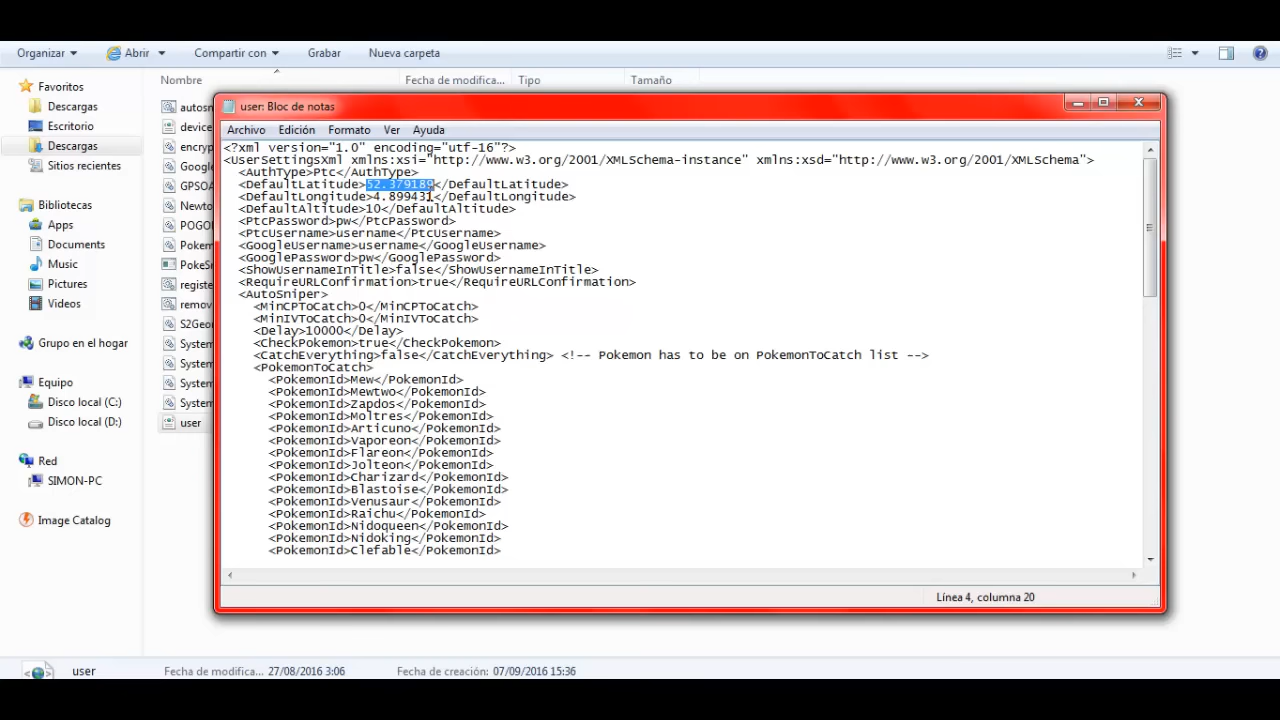 Organizar Abrir Compartir con Grabar Nueva carpeta
Favoritos
Descargas
Escritorio
Descargas
Sitios recientes
Bibliotecas
Apps
Documents
Music
Pictures
Videos
Grupo en el hogar
Equipo
Disco local (C:)
Disco local (D:)
Red
SIMON-PC
Image Catalog
Nombre Fecha de modifica... Tipo Tamaño
autosn
device
encryp
Google
GPSOA
Newto
POGO
Pokem
PokeSn
registe
remov
S2Geor
System
System
System
System
user
user: Bloc de notas
Archivo Edición Formato Ver Ayuda
<?xml version="1.0" encoding="utf-16"?>
<UserSettingsXml xmlns:xsi="http://www.w3.org/2001/XMLSchema-instance" xmlns:xsd="http://www.w3.org/2001/XMLSchema">
<AuthType>Ptc</AuthType>
<DefaultLatitude>52.379189</DefaultLatitude>
<DefaultLongitude>4.899431</DefaultLongitude>
<DefaultAltitude>10</DefaultAltitude>
<PtcPassword>pw</PtcPassword>
<PtcUsername>username</PtcUsername>
<GoogleUsername>username</GoogleUsername>
<GooglePassword>pw</GooglePassword>
<ShowUsernameInTitle>false</ShowUsernameInTitle>
<RequireURLConfirmation>true</RequireURLConfirmation>
<AutoSniper>
<MinCPToCatch>0</MinCPToCatch>
<MinIVToCatch>0</MinIVToCatch>
<Delay>10000</Delay>
<CheckPokemon>true</CheckPokemon>
<CatchEverything>false</CatchEverything> <!-- Pokemon has to be on PokemonToCatch list -->
<PokemonToCatch>
<PokemonId>Mew</PokemonId>
<PokemonId>Mewtwo</PokemonId>
<PokemonId>Zapdos</PokemonId>
<PokemonId>Moltres</PokemonId>
<PokemonId>Articuno</PokemonId>
<PokemonId>Vaporeon</PokemonId>
<PokemonId>Flareon</PokemonId>
<PokemonId>Jolteon</PokemonId>
<PokemonId>Charizard</PokemonId>
<PokemonId>Blastoise</PokemonId>
<PokemonId>Venusaur</PokemonId>
<PokemonId>Raichu</PokemonId>
<PokemonId>Nidoqueen</PokemonId>
<PokemonId>Nidoking</PokemonId>
<PokemonId>Clefable</PokemonId>
Línea 4, columna 20
user Fecha de modifica... 27/08/2016 3:06 Fecha de creación: 07/09/2016 15:36